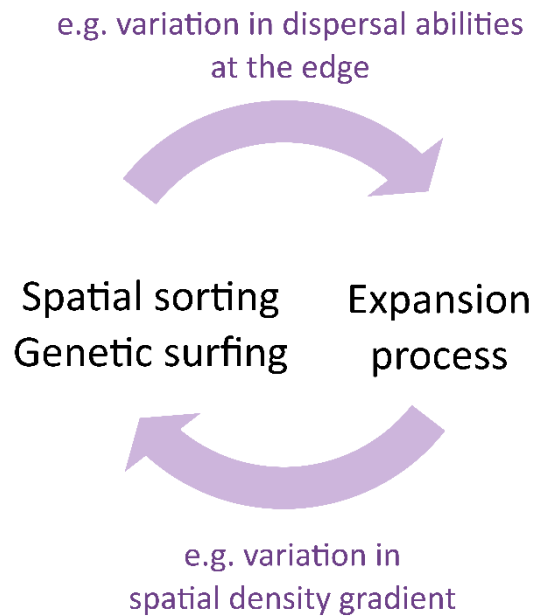 e.g. variation in dispersal abilities
at the edge
Spatial sorting
Genetic surfing
Expansion
process
e.g. variation in
spatial density gradient